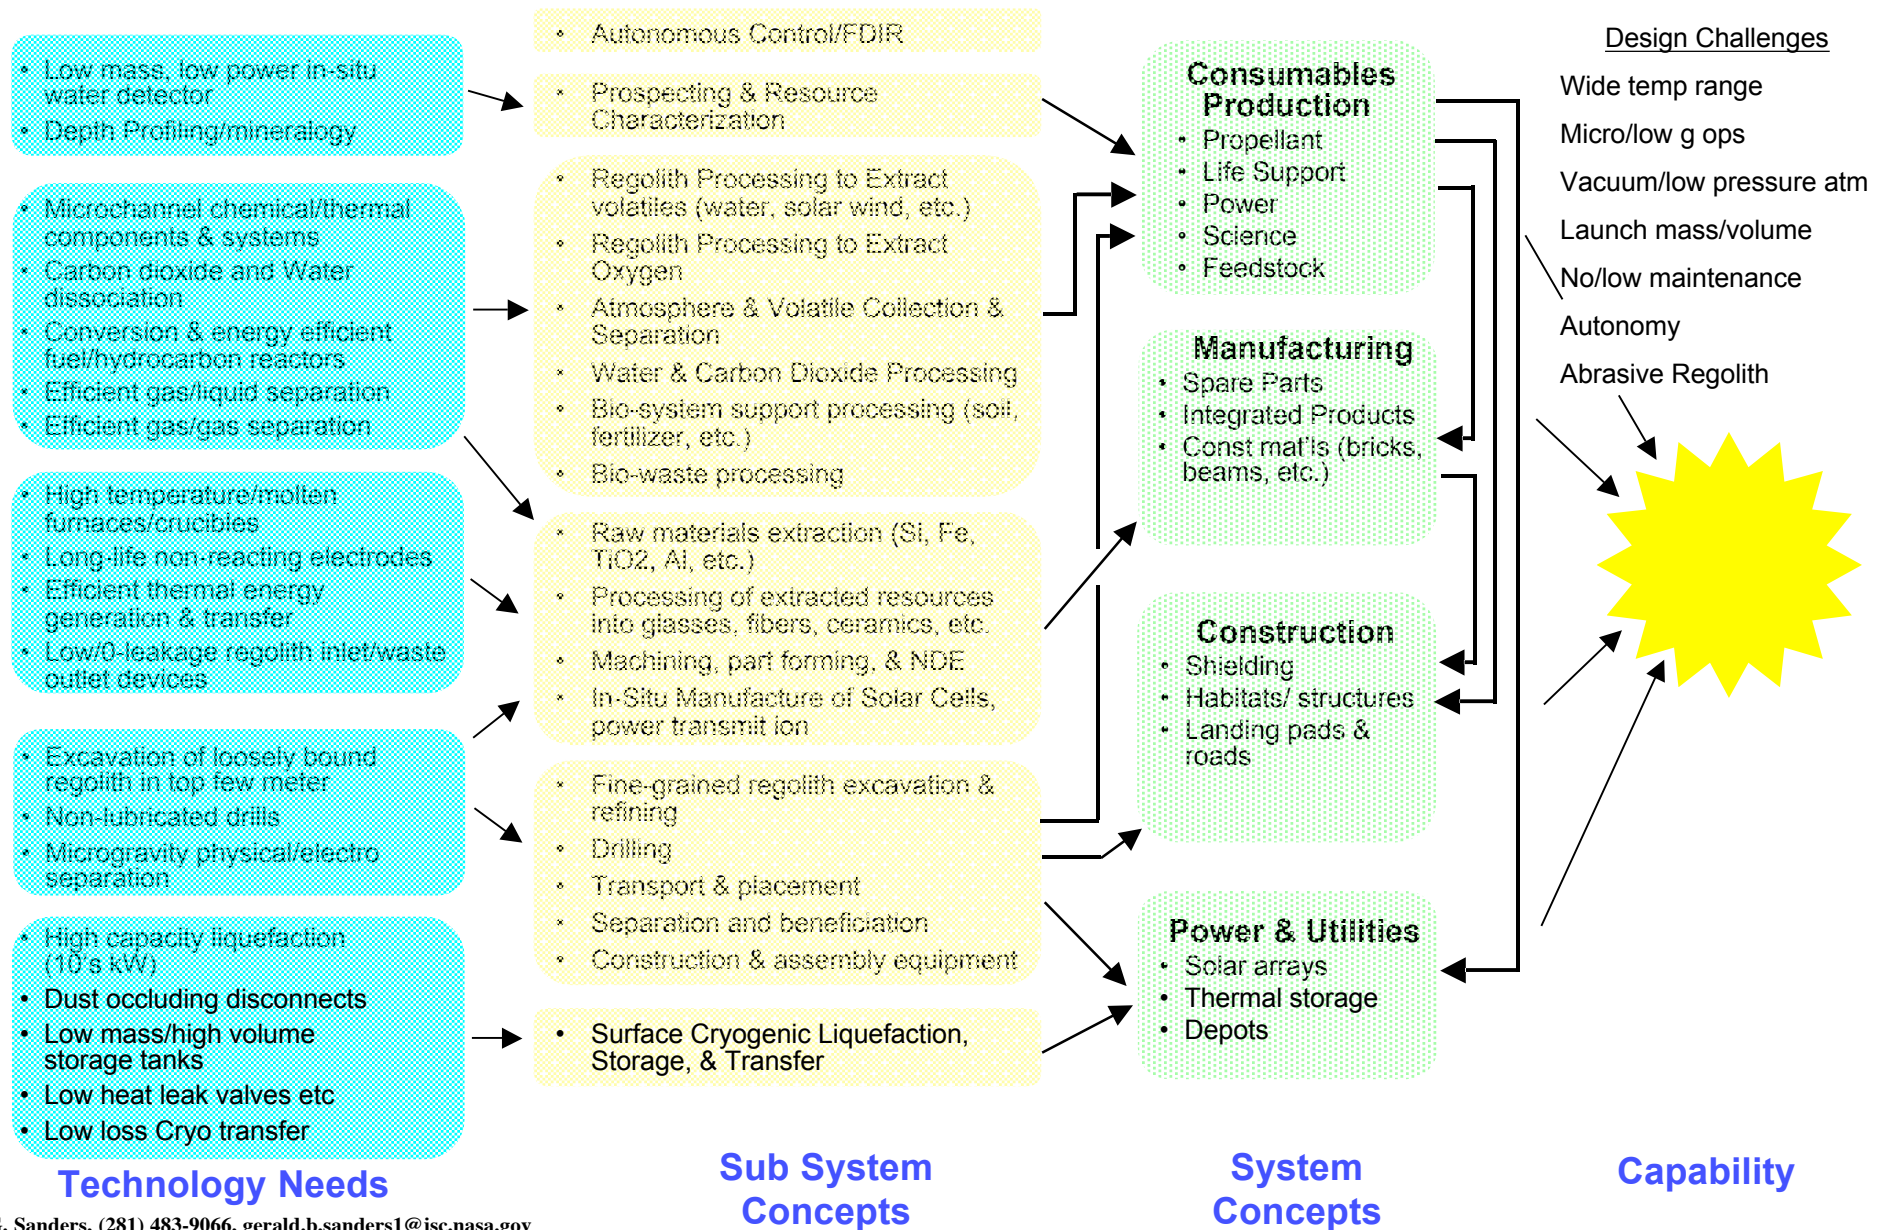 • Low mass, low power in-situ
water detector
• Depth Profiling/mineralogy
• Microchannel chemical/thermal
components & systems
• Carbon dioxide and Water
dissociation
• Conversion & energy efficient
fuel/hydrocarbon reactors
• Efficient gas/liquid separation
• Efficient gas/gas separation
• High temperature/molten
furnaces/crucibles
• Long-life non-reacting electrodes
• Efficient thermal energy
generation & transfer
• Low/0-leakage regolith inlet/waste
outlet devices
• Excavation of loosely bound
regolith in top few meter
• Non-lubricated drills
• Microgravity physical/electro
separation
• High capacity liquefaction
(10's kW)
• Dust occluding disconnects
• Low mass/high volume
storage tanks
• Low heat leak valves etc
• Low loss Cryo transfer
Technology Needs
• Autonomous Control/FDIR
• Prospecting & Resource
Characterization
• Regolith Processing to Extract
volatiles (water, solar wind, etc.)
• Regolith Processing to Extract
Oxygen
• Atmosphere & Volatile Collection &
Separation
• Water & Carbon Dioxide Processing
• Bio-system support processing (soil,
fertilizer, etc.)
• Bio-waste processing
• Raw materials extraction (Si, Fe,
TiO2, Al, etc.)
• Processing of extracted resources
into glasses, fibers, ceramics, etc.
• Machining, part forming, & NDE
• In-Situ Manufacture of Solar Cells,
power transmit ion
• Fine-grained regolith excavation &
refining
• Drilling
• Transport & placement
• Separation and beneficiation
• Construction & assembly equipment
• Surface Cryogenic Liquefaction,
Storage, & Transfer
Sub System
Concepts
Consumables
Production
• Propellant
• Life Support
• Power
• Science
• Feedstock
Manufacturing
• Spare Parts
• Integrated Products
• Const mat'ls (bricks,
beams, etc.)
Construction
• Shielding
• Habitats/ structures
• Landing pads &
roads
Power & Utilities
• Solar arrays
• Thermal storage
• Depots
System
Concepts
Design Challenges
Wide temp range
Micro/low g ops
Vacuum/low pressure atm
Launch mass/volume
No/low maintenance
Autonomy
Abrasive Regolith
Capability
Sanders, (281) 483-9066, gerald.b.sanders1@jsc.nasa.gov